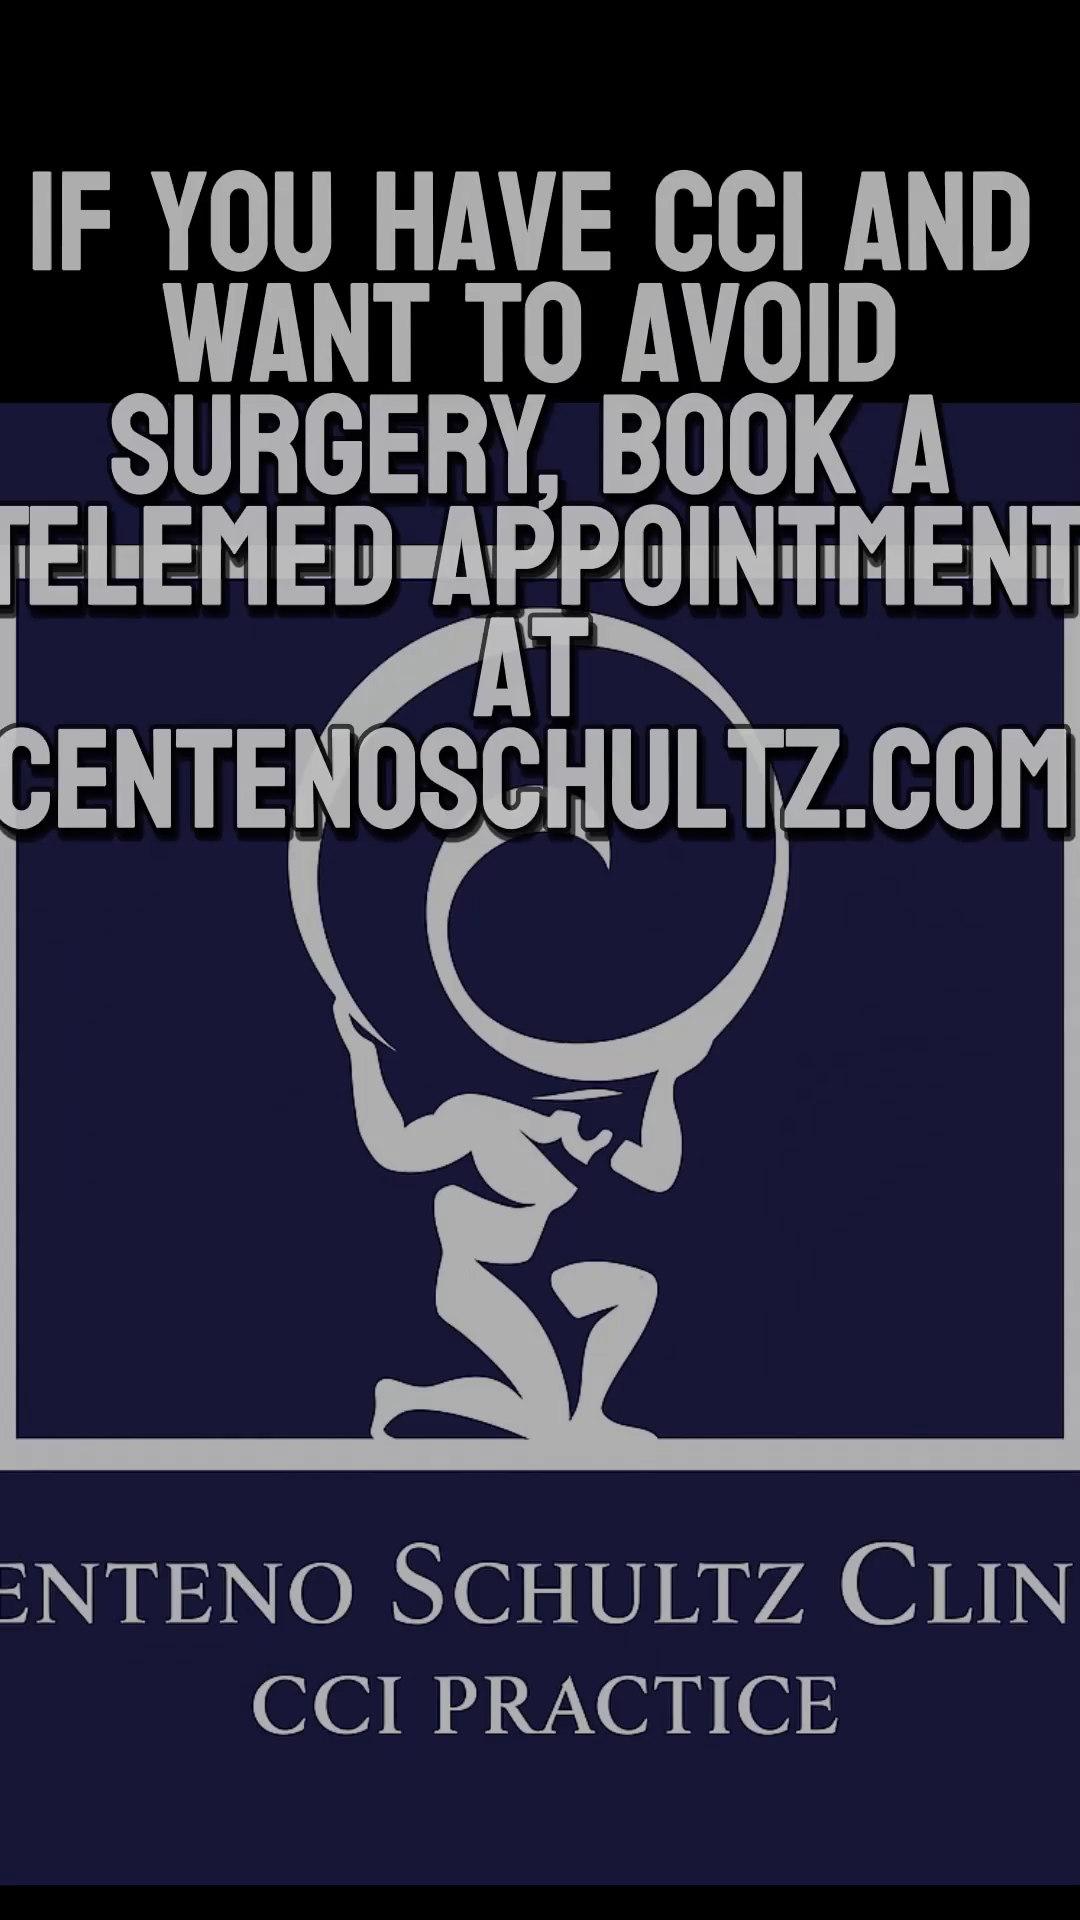 IF YOU HAVE CCI AND
WANT TO AVOID
SURGERY, BOOK A
TELEMED APPOINTMENT
AT
CENTENOSCHULTZ.COM
ENTENO SCHULTZ CLIN
CCI PRACTICE